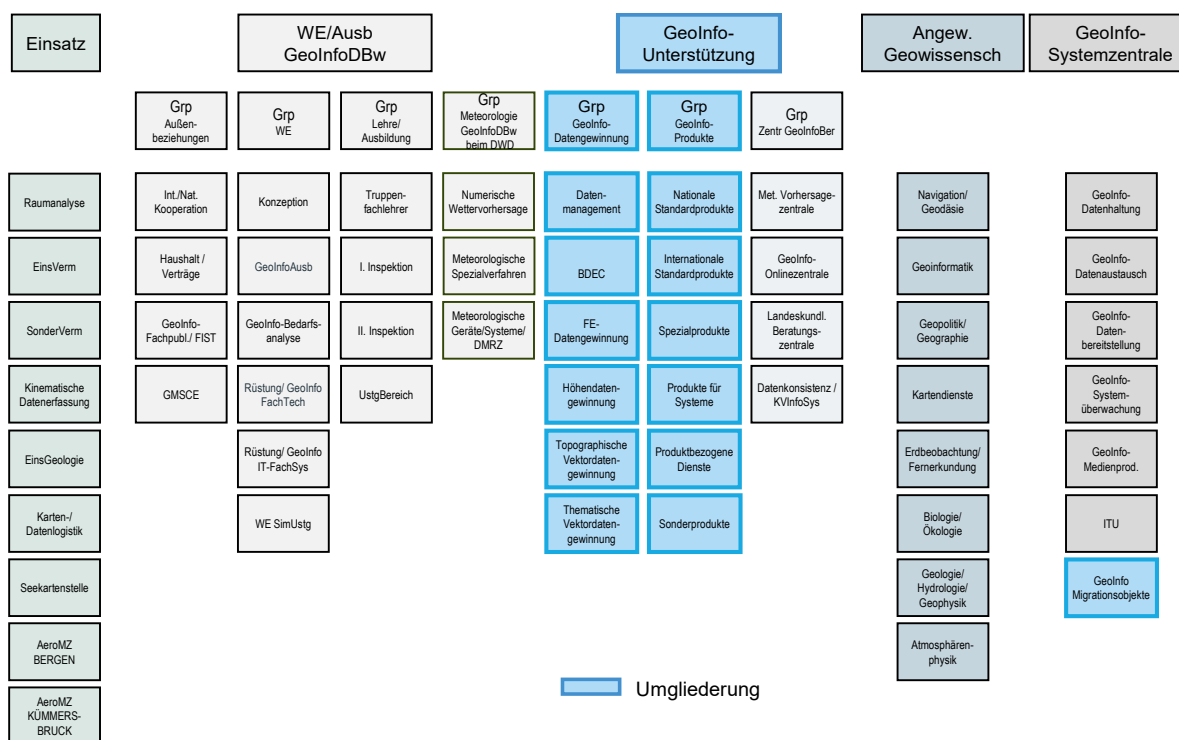 Einsatz
WE/Ausb
GeoInfoDBw
GeoInfo-
Unterstützung
Angew.
Geowissensch
GeoInfo-
Systemzentrale
Grp
Außen-
beziehungen
Grp
WE
Grp
Lehre/
Ausbildung
Grp
Meteorologie
GeoInfoDBw
beim DWD
Grp
GeoInfo-
Datengewinnung
Grp
GeoInfo-
Produkte
Grp
Zentr GeoInfoBer
Raumanalyse
Int./Nat.
Kooperation
Konzeption
Truppen-
fachlehrer
Numerische
Wettervorhersage
Daten-
management
Nationale
Standardprodukte
Met. Vorhersage-
zentrale
Navigation/
Geodäsie
GeoInfo-
Datenhaltung
EinsVerm
Haushalt /
Verträge
GeoInfoAusb
I. Inspektion
Meteorologische
Spezialverfahren
BDEC
Internationale
Standardprodukte
GeoInfo-
Onlinezentrale
Geoinformatik
GeoInfo-
Datenaustausch
SonderVerm
GeoInfo-
Fachpubl./ FIST
GeoInfo-Bedarfs-
analyse
II. Inspektion
Meteorologische
Geräte/Systeme/
DMRZ
FE-
Datengewinnung
Spezialprodukte
Landeskundl.
Beratungs-
zentrale
Geopolitik/
Geographie
GeoInfo-
Daten-
bereitstellung
Kinematische
Datenerfassung
GMSCE
Rüstung/ GeoInfo
FachTech
UstgBereich
Höhendaten-
gewinnung
Produkte für
Systeme
Datenkonsistenz /
KVInfoSys
Kartendienste
GeoInfo-
System-
überwachung
EinsGeologie
Rüstung/ GeoInfo
IT-FachSys
Topographische
Vektordaten-
gewinnung
Produktbezogene
Dienste
Erdbeobachtung/
Fernerkundung
GeoInfo-
Medienprod.
Karten-/
Datenlogistik
WE SimUstg
Thematische
Vektordaten-
gewinnung
Sonderprodukte
Biologie/
Ökologie
ITU
Seekartenstelle
Geologie/
Hydrologie/
Geophysik
GeoInfo
Migrationsobjekte
AeroMZ
BERGEN
Atmosphären-
physik
AeroMZ
KÜMMERS-
BRUCK
Umgliederung